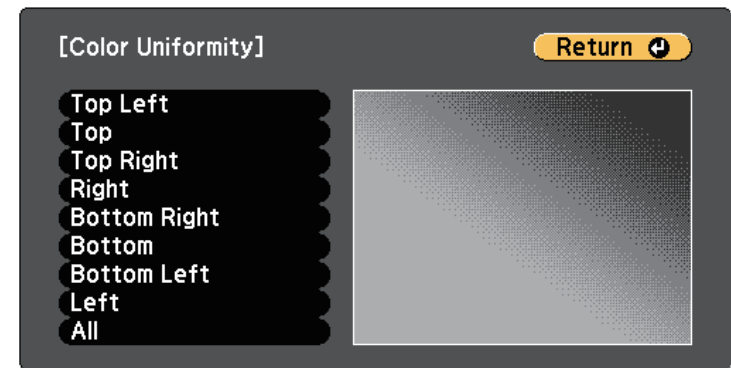 [Color Uniformity]
Return
Top Left
Top
Top Right
Right
Bottom Right
Bottom
Bottom Left
Left
All